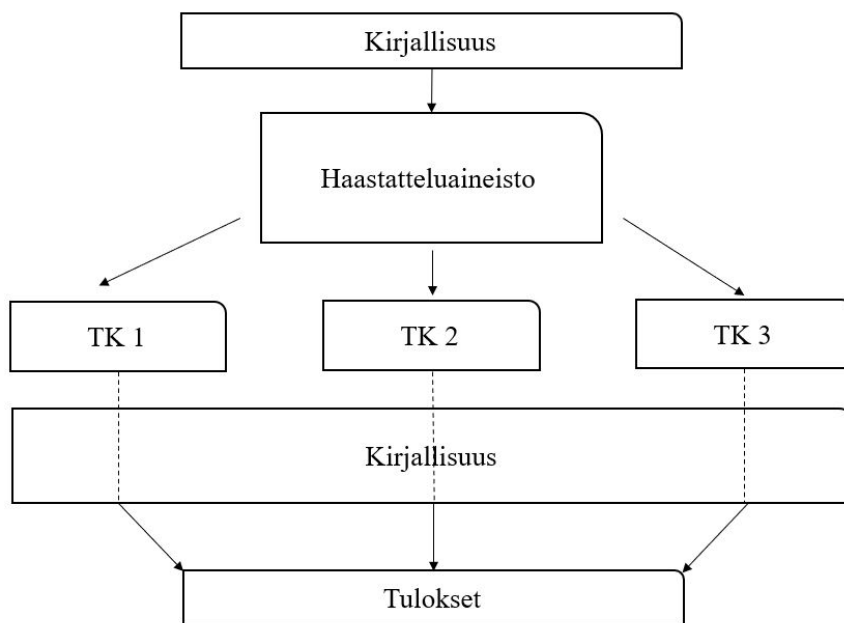 Kirjallisuus
Haastatteluaineisto
TK 1
TK 2
TK 3
Kirjallisuus
Tulokset